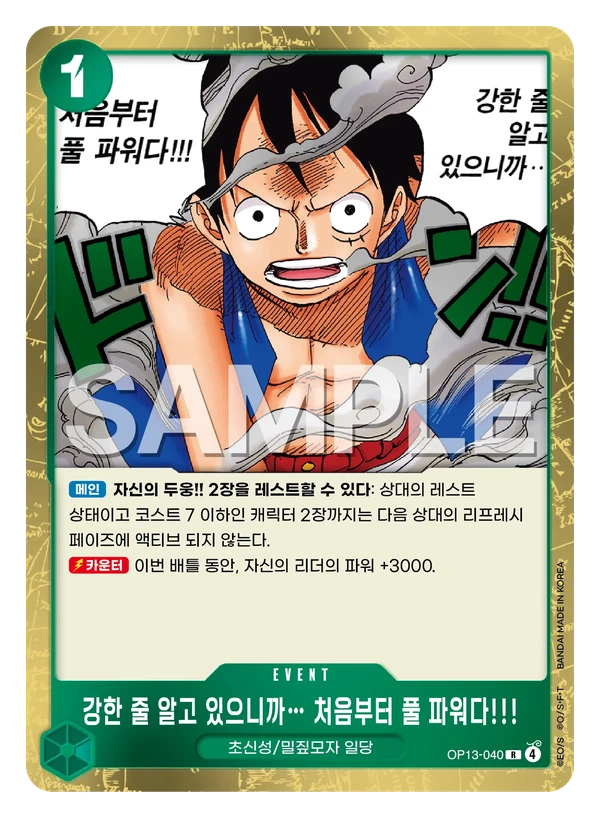 1
처음부터
풀 파워다!!!
강한 줄
알고
있으니까…
ドン!!
SAMPLE
메인 자신의 두웅!! 2장을 레스트할 수 있다: 상대의 레스트
상태이고 코스트 7 이하인 캐릭터 2장까지는 다음 상대의 리프레시
페이즈에 액티브 되지 않는다.
카운터 이번 배틀 동안, 자신의 리더의 파워 +3000.
EVENT
강한 줄 알고 있으니까… 처음부터 풀 파워다!!!
초신성/밀짚모자 일당
OP13-040 R 4
©E.O/S ©O/S·F·T BANDAI MADE IN KOREA